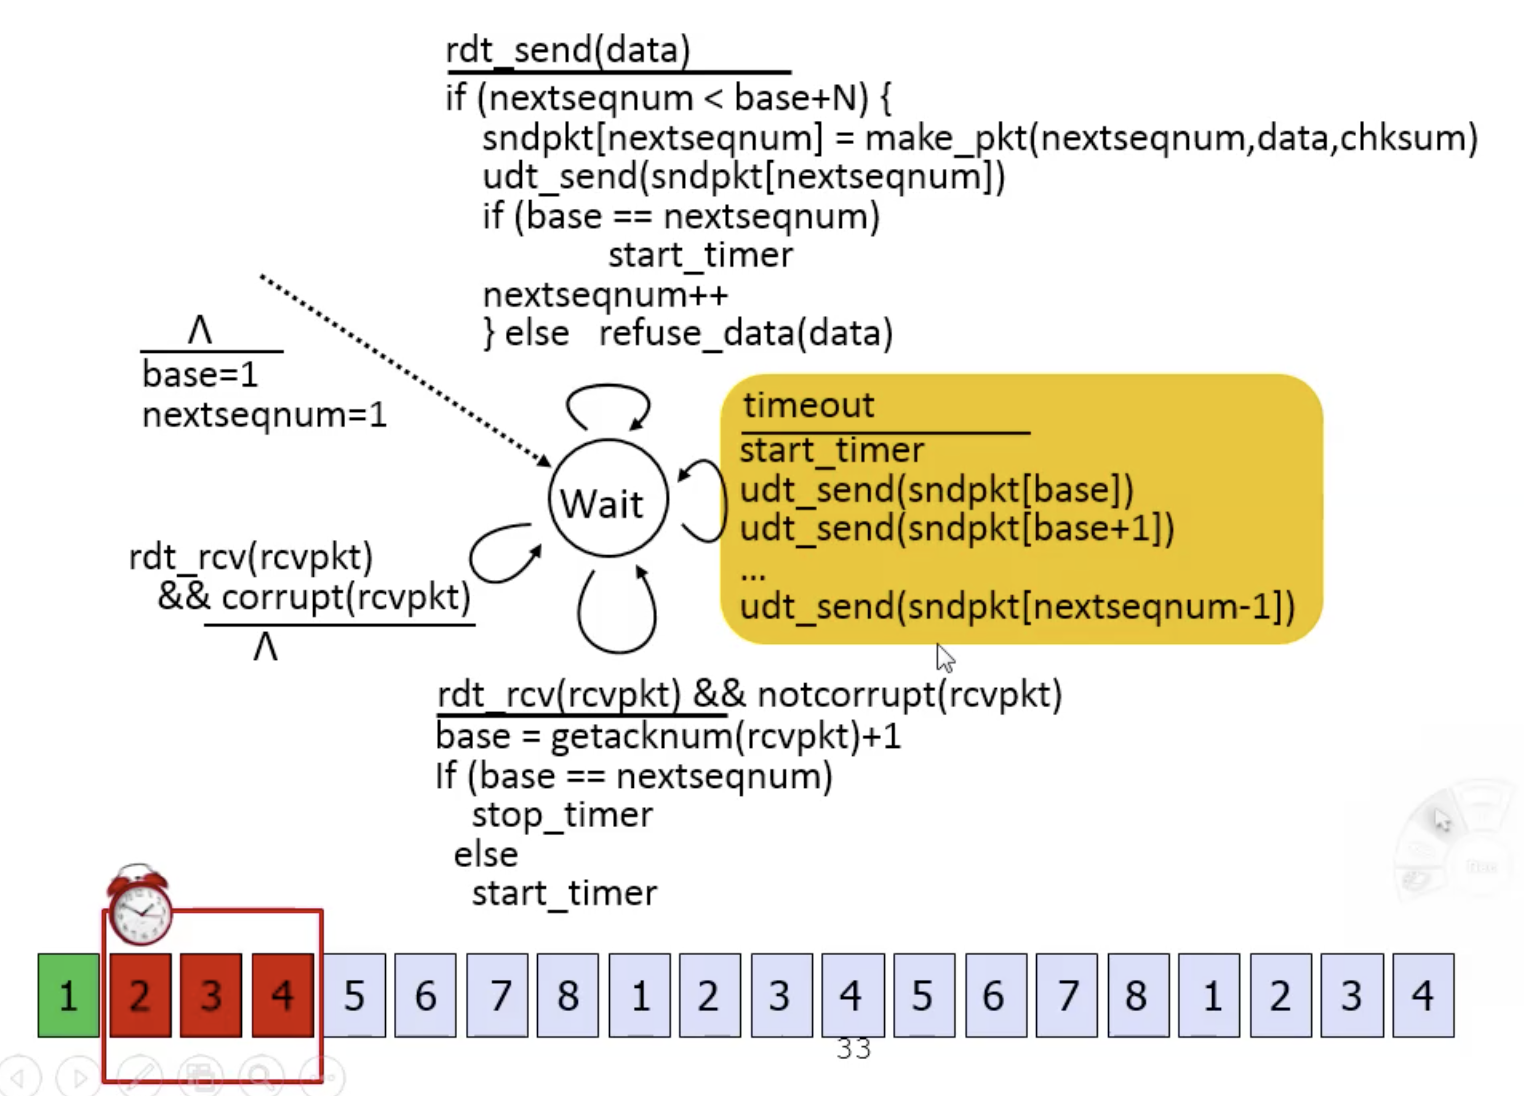 rdt_send(data)
if (nextseqnum < base+N) {
sndpkt[nextseqnum] = make_pkt(nextseqnum,data,chksum)
udt_send(sndpkt[nextseqnum])
if (base == nextseqnum)
start_timer
nextseqnum++
} else refuse_data(data)
Λ
base=1
nextseqnum=1
Wait
timeout
start_timer
udt_send(sndpkt[base])
udt_send(sndpkt[base+1])
...
udt_send(sndpkt[nextseqnum-1])
rdt_rcv(rcvpkt)
&& corrupt(rcvpkt)
Λ
rdt_rcv(rcvpkt) && notcorrupt(rcvpkt)
base = getacknum(rcvpkt)+1
If (base == nextseqnum)
stop_timer
else
start_timer
1 2 3 4 5 6 7 8 1 2 3 4 5 6 7 8 1 2 3 4
33